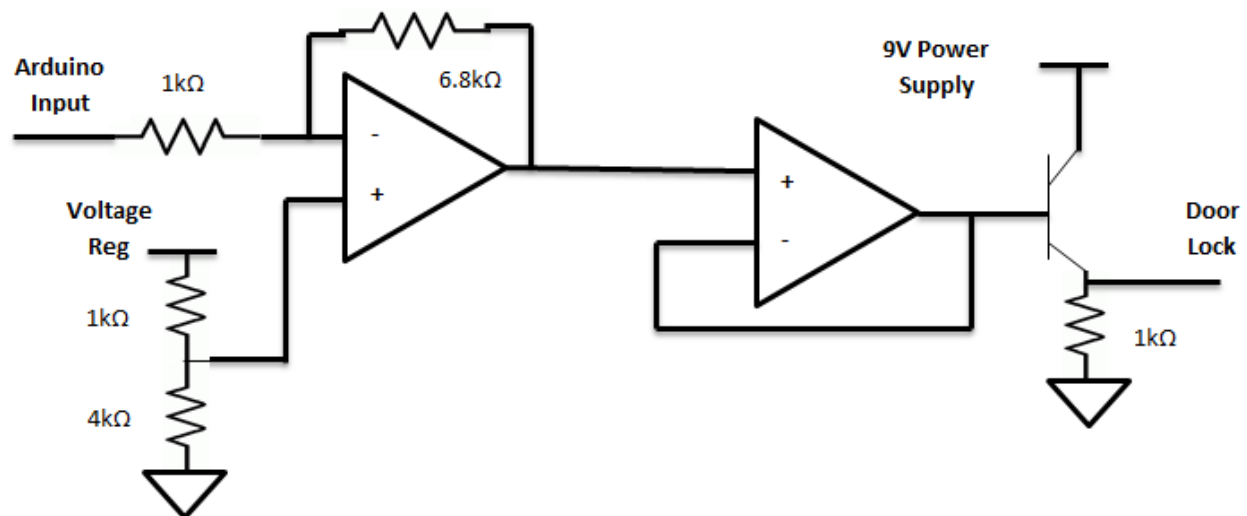 Arduino
Input
1kΩ
6.8kΩ
-
+
Voltage
Reg
1kΩ
4kΩ
+
-
9V Power
Supply
Door
Lock
1kΩ